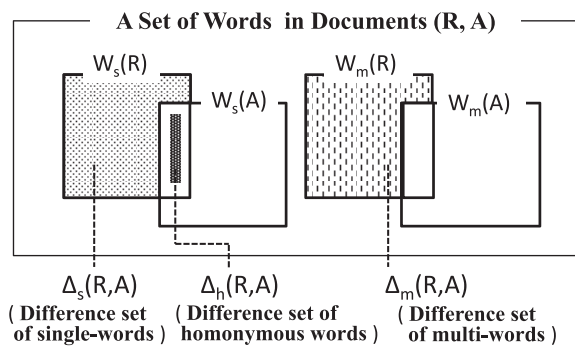 A Set of Words in Documents (R, A)
Wₛ(R)
Wₘ(R)
Wₛ(A)
Wₘ(A)
Δₛ(R,A)
Δₕ(R,A)
Δₘ(R,A)
( Difference set
of single-words )
( Difference set of
homonymous words )
( Difference set
of multi-words )